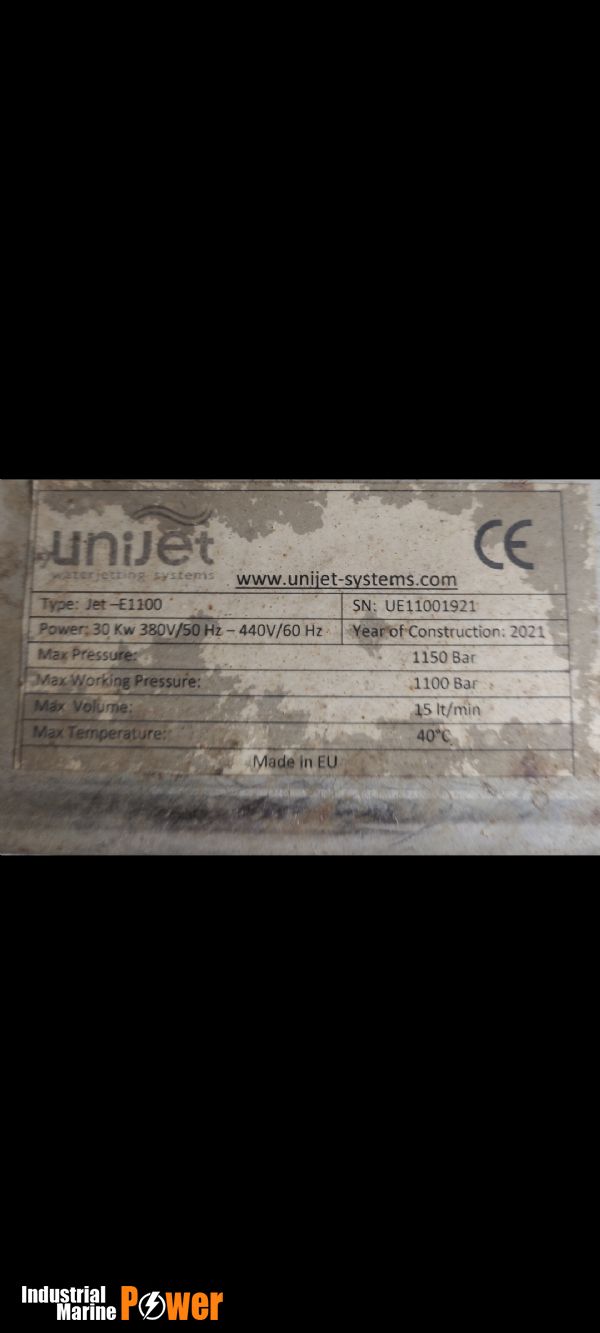 unijet
waterjetting systems
www.unijet-systems.com
CE
Type: Jet –E1100
SN: UE11001921
Power: 30 Kw 380V/50 Hz – 440V/60 Hz
Year of Construction: 2021
Max Pressure: 1150 Bar
Max Working Pressure: 1100 Bar
Max Volume: 15 lt/min
Max Temperature: 40°C
Made in EU
Industrial
Marine Power